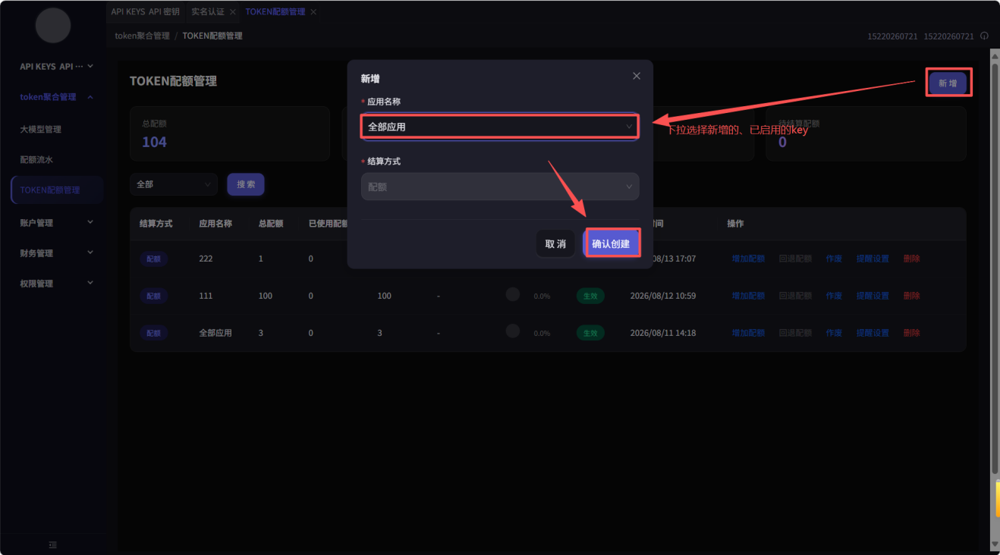 API KEYS API 密钥 实名认证 TOKEN配额管理
token聚合管理 / TOKEN配额管理 15220260721 15220260721
API KEYS API ···
token聚合管理
大模型管理
配额流水
TOKEN配额管理
账户管理
财务管理
权限管理
TOKEN配额管理
新 增
总配额
104
待结算配额
0
下拉选择新增的、已启用的key
全部
搜 索
新增
* 应用名称
全部应用
* 结算方式
配额
取 消 确认创建
结算方式 应用名称 总配额 已使用配额 时间 操作
配额 222 1 0 08/13 17:07 增加配额 回退配额 作废 提醒设置 删除
配额 111 100 0 100 - 0.0% 生效 2026/08/12 10:59 增加配额 回退配额 作废 提醒设置 删除
配额 全部应用 3 0 3 - 0.0% 生效 2026/08/11 14:18 增加配额 回退配额 作废 提醒设置 删除